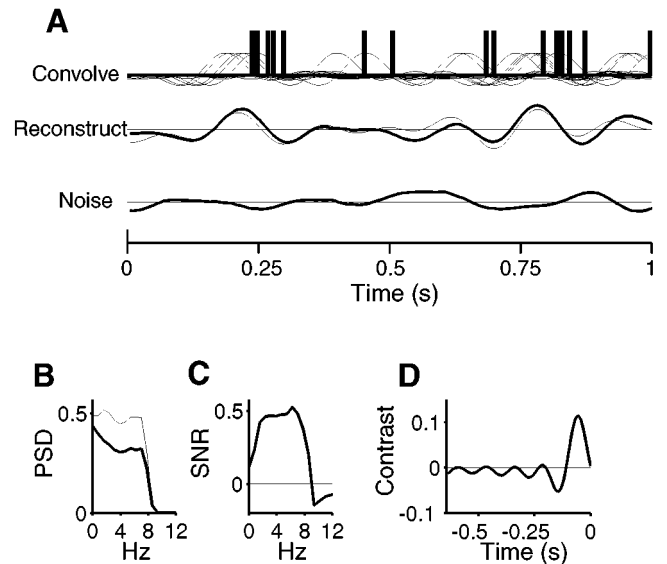 A
Convolve
Reconstruct
Noise
0 0.25 0.5 0.75 1
Time (s)
B
PSD
0.5
0
0 4 8 12
Hz
C
SNR
0.5
0
0 4 8 12
Hz
D
Contrast
0.1
0
-0.1
-0.5 -0.25 0
Time (s)